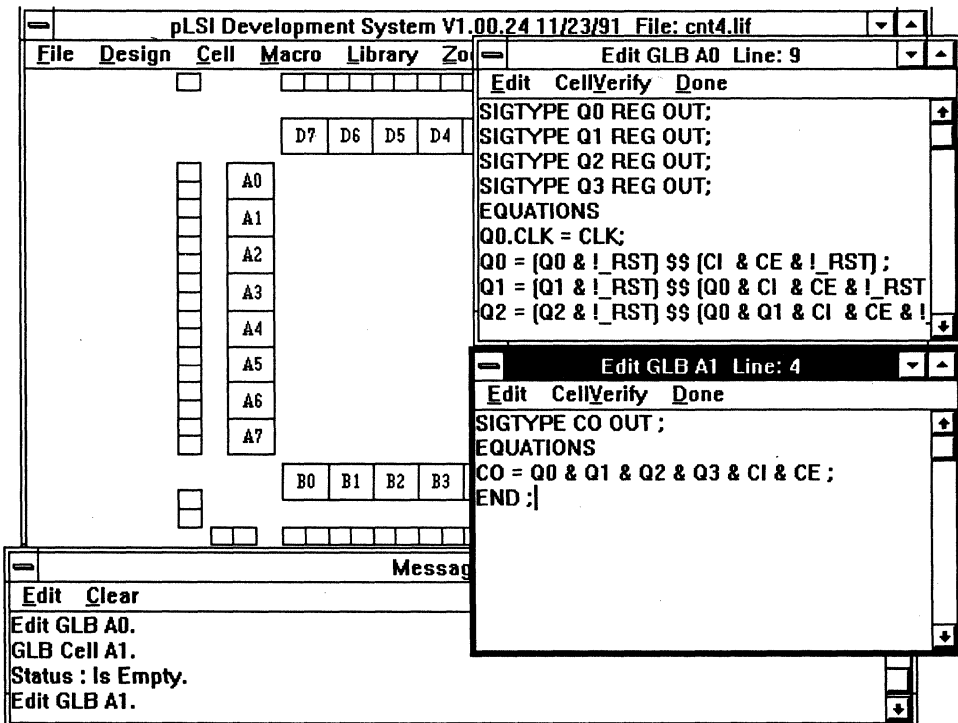 pLSI Development System V1.00.24 11/23/91 File: cnt4.lif
File Design Cell Macro Library
D7 D6 D5 D4
A0
A1
A2
A3
A4
A5
A6
A7
B0 B1 B2 B3
Edit GLB A0 Line: 9
Edit CellVerify Done
SIGTYPE Q0 REG OUT;
SIGTYPE Q1 REG OUT;
SIGTYPE Q2 REG OUT;
SIGTYPE Q3 REG OUT;
EQUATIONS
Q0.CLK = CLK;
Q0 = (Q0 & !_RST) $$ (CI & CE & !_RST) ;
Q1 = (Q1 & !_RST) $$ (Q0 & CI & CE & !_RST
Q2 = (Q2 & !_RST) $$ (Q0 & Q1 & CI & CE & !_
Edit GLB A1 Line: 4
Edit CellVerify Done
SIGTYPE CO OUT ;
EQUATIONS
CO = Q0 & Q1 & Q2 & Q3 & CI & CE ;
END ;
Messag
Edit Clear
Edit GLB A0.
GLB Cell A1.
Status : Is Empty.
Edit GLB A1.